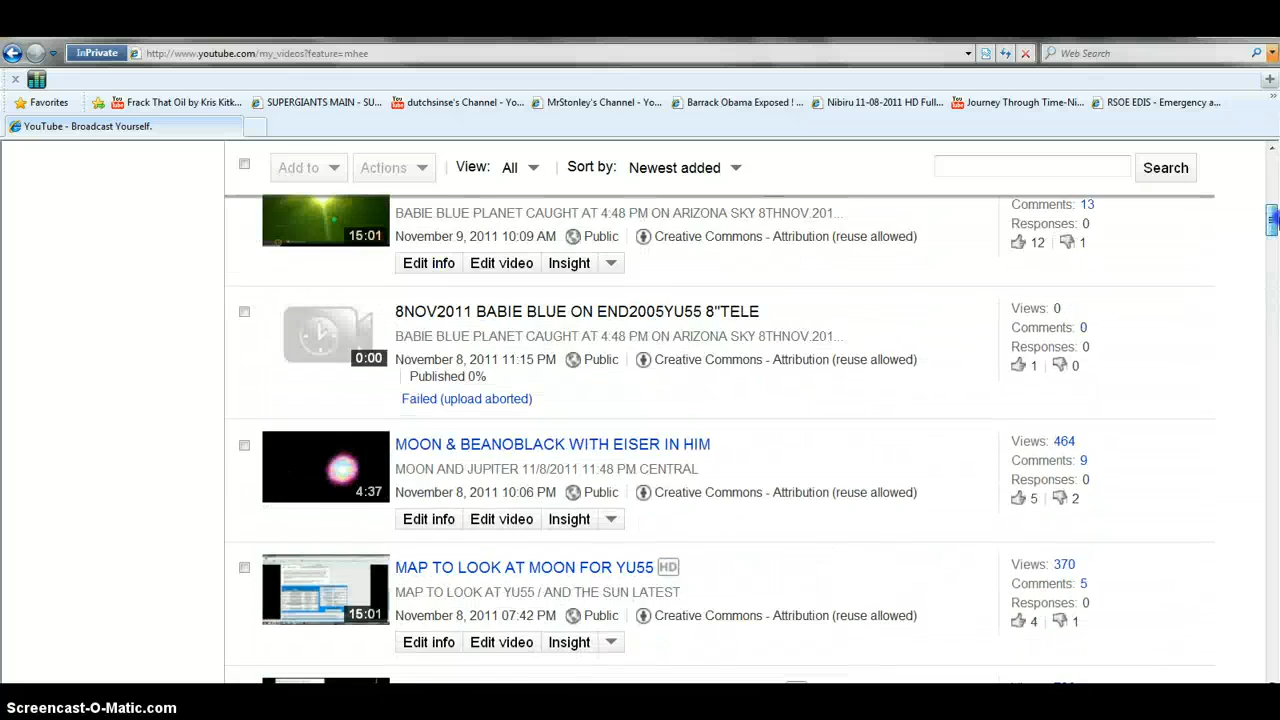 InPrivate http://www.youtube.com/my_videos?feature=mhee Web Search
Favorites Frack That Oil by Kris Kitk... SUPERGIANTS MAIN - SU... dutchsinse's Channel - Yo... MrStonley's Channel - Yo... Barrack Obama Exposed ! ... Nibiru 11-08-2011 HD Full... Journey Through Time-Ni... RSOE EDIS - Emergency a...
YouTube - Broadcast Yourself.
Add to Actions View: All Sort by: Newest added Search
15:01
BABIE BLUE PLANET CAUGHT AT 4:48 PM ON ARIZONA SKY 8THNOV.201...
November 9, 2011 10:09 AM Public Creative Commons - Attribution (reuse allowed)
Edit info Edit video Insight
Comments: 13
Responses: 0
12 1
0:00
8NOV2011 BABIE BLUE ON END2005YU55 8"TELE
BABIE BLUE PLANET CAUGHT AT 4:48 PM ON ARIZONA SKY 8THNOV.201...
November 8, 2011 11:15 PM Public Creative Commons - Attribution (reuse allowed)
Published 0%
Failed (upload aborted)
Views: 0
Comments: 0
Responses: 0
1 0
4:37
MOON & BEANOBLACK WITH EISER IN HIM
MOON AND JUPITER 11/8/2011 11:48 PM CENTRAL
November 8, 2011 10:06 PM Public Creative Commons - Attribution (reuse allowed)
Edit info Edit video Insight
Views: 464
Comments: 9
Responses: 0
5 2
15:01
MAP TO LOOK AT MOON FOR YU55 HD
MAP TO LOOK AT YU55 / AND THE SUN LATEST
November 8, 2011 07:42 PM Public Creative Commons - Attribution (reuse allowed)
Edit info Edit video Insight
Views: 370
Comments: 5
Responses: 0
4 1
Screencast-O-Matic.com